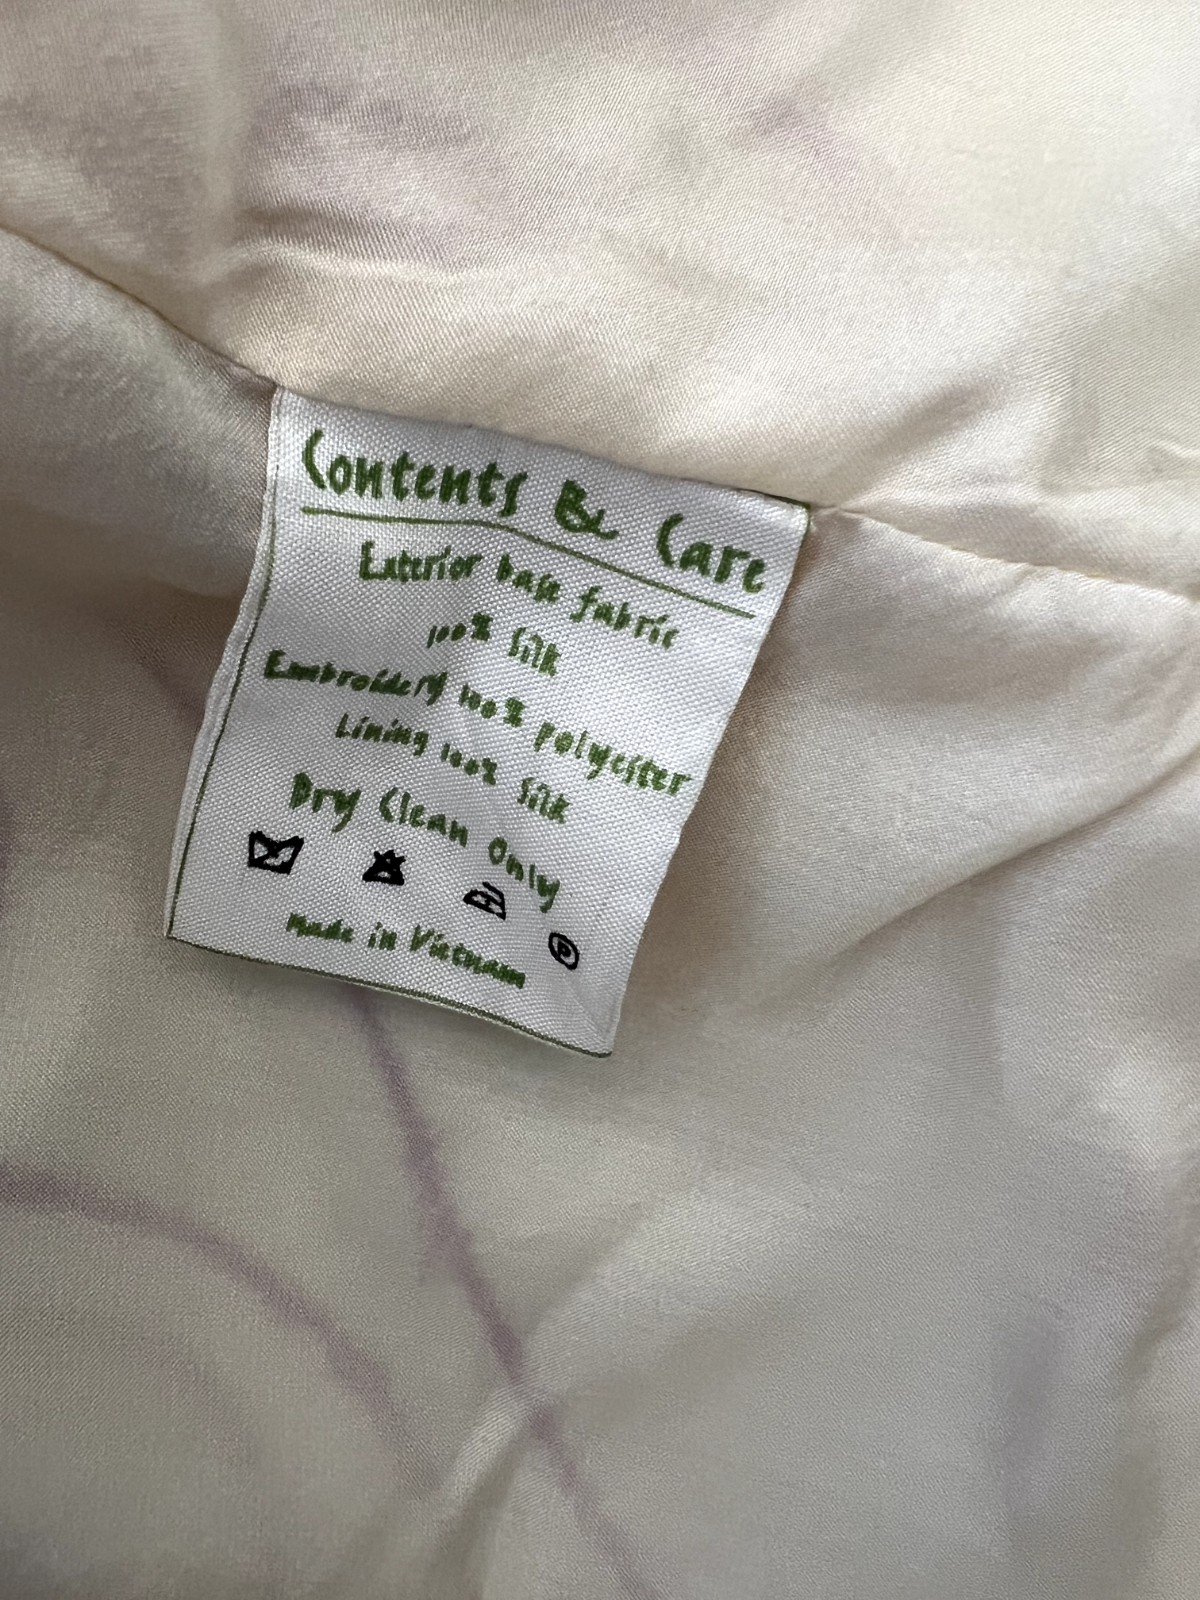 Contents & Care
Exterior base fabric
100% Silk
Embroidery 100% polyester
Lining 100% Silk
Dry Clean Only
P
Made in Vietnam